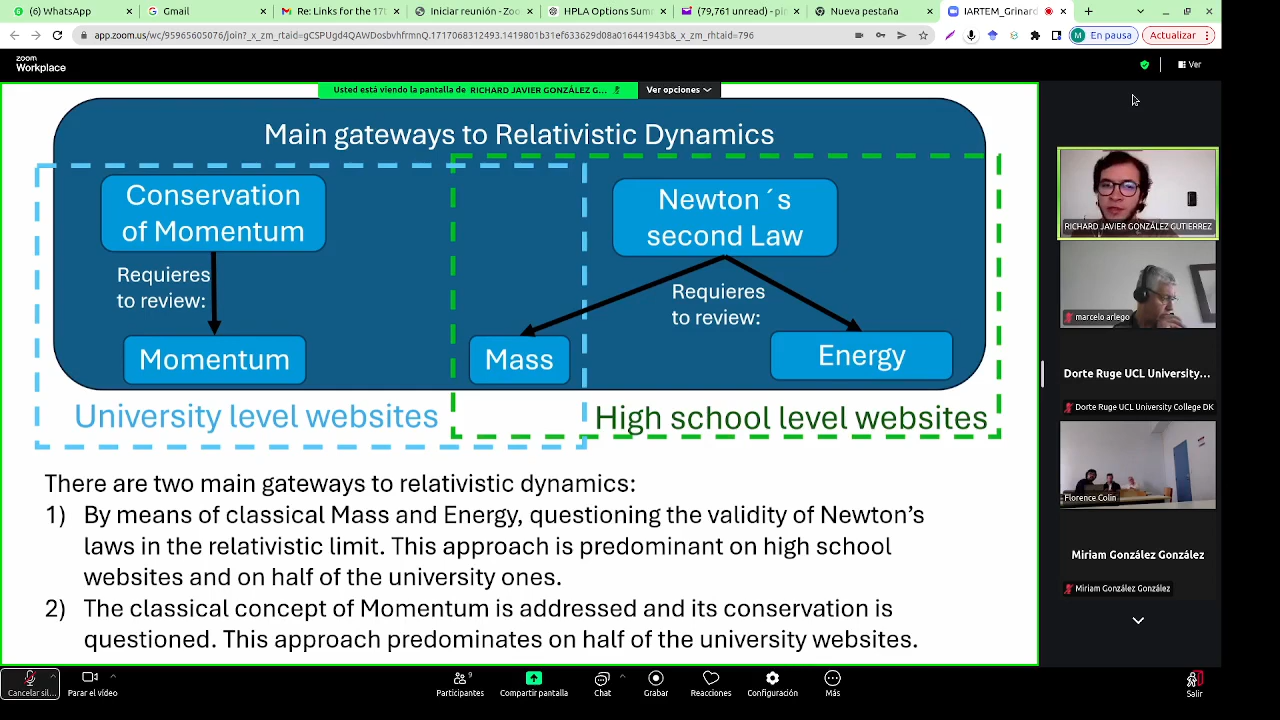 (6) WhatsApp
Gmail
Re: Links for the 17t
Iniciar reunión - Zoo
HPLA Options Sum
(79,761 unread) - pi
Nueva pestaña
IARTEM_Grinard
app.zoom.us/wc/95965605076/join?_x_zm_rtaid=gCSPUgd4QAWDosbvhfrmnQ.1717068312493.1419801b31ef633629d08a016441943b&_x_zm_rhtaid=796
M
En pausa
Actualizar
zoom
Workplace
Ver
Usted está viendo la pantalla de RICHARD JAVIER GONZÁLEZ G...
Ver opciones
Main gateways to Relativistic Dynamics
Conservation
of Momentum
Newton´s
second Law
Requieres
to review:
Requieres
to review:
Momentum
Mass
Energy
University level websites
High school level websites
There are two main gateways to relativistic dynamics:
1) By means of classical Mass and Energy, questioning the validity of Newton’s
laws in the relativistic limit. This approach is predominant on high school
websites and on half of the university ones.
2) The classical concept of Momentum is addressed and its conservation is
questioned. This approach predominates on half of the university websites.
RICHARD JAVIER GONZÁLEZ GUTIERREZ
marcelo arlego
Dorte Ruge UCL University...
Dorte Ruge UCL University College DK
Florence Colin
Miriam González González
Miriam González González
Cancelar sil...
Parar el vídeo
9
Participantes
Compartir pantalla
Chat
Grabar
Reacciones
Configuración
Más
Salir